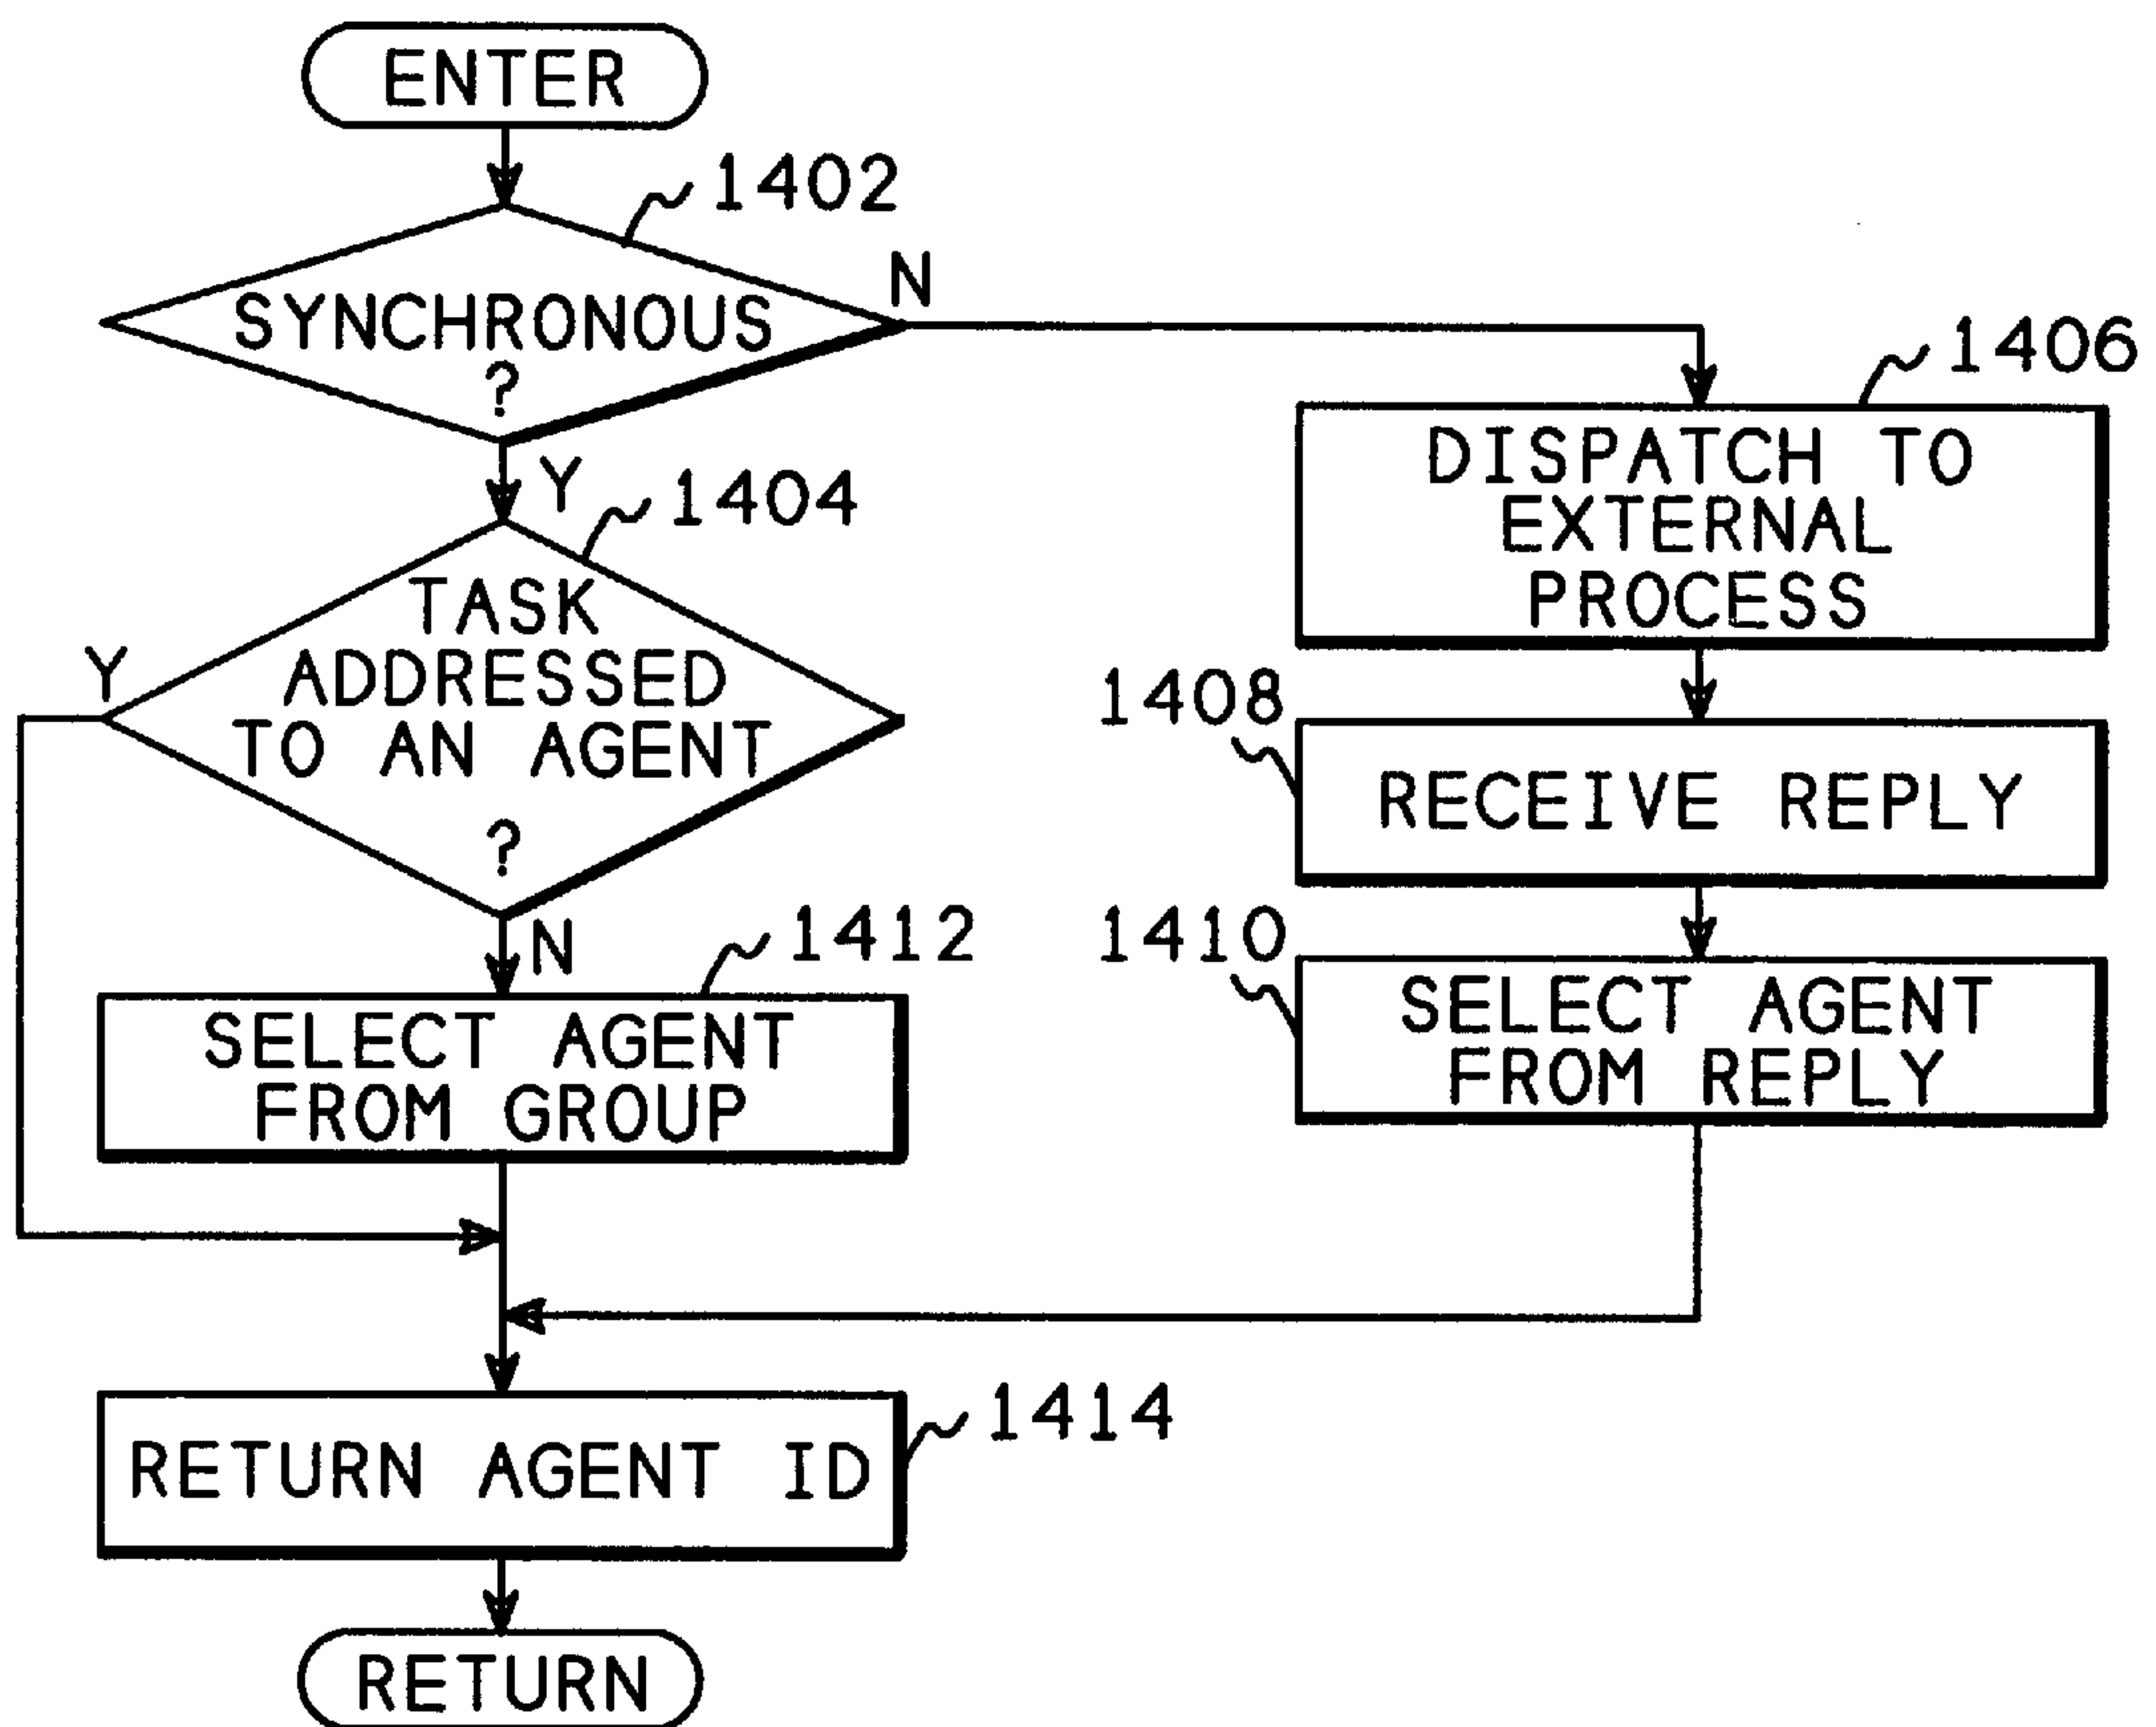 ENTER
1402
SYNCHRONOUS
?
N
Y
1404
TASK
ADDRESSED
TO AN AGENT
?
Y
N
1412
SELECT AGENT
FROM GROUP
1406
DISPATCH TO
EXTERNAL
PROCESS
1408
RECEIVE REPLY
1410
SELECT AGENT
FROM REPLY
RETURN AGENT ID
1414
RETURN